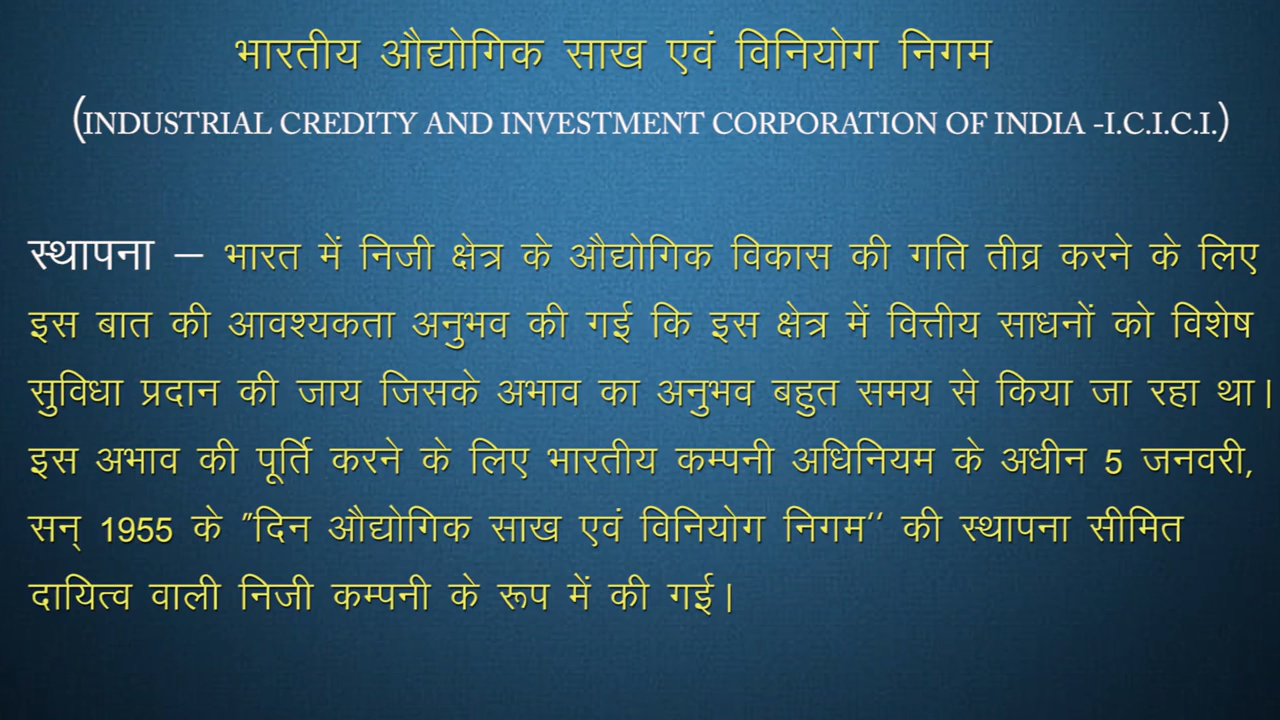 भारतीय औद्योगिक साख एवं विनियोग निगम
(INDUSTRIAL CREDITY AND INVESTMENT CORPORATION OF INDIA -I.C.I.C.I.)
स्थापना – भारत में निजी क्षेत्र के औद्योगिक विकास की गति तीव्र करने के लिए
इस बात की आवश्यकता अनुभव की गई कि इस क्षेत्र में वित्तीय साधनों को विशेष
सुविधा प्रदान की जाय जिसके अभाव का अनुभव बहुत समय से किया जा रहा था।
इस अभाव की पूर्ति करने के लिए भारतीय कम्पनी अधिनियम के अधीन 5 जनवरी,
सन् 1955 के ”दिन औद्योगिक साख एवं विनियोग निगम’’ की स्थापना सीमित
दायित्व वाली निजी कम्पनी के रूप में की गई।